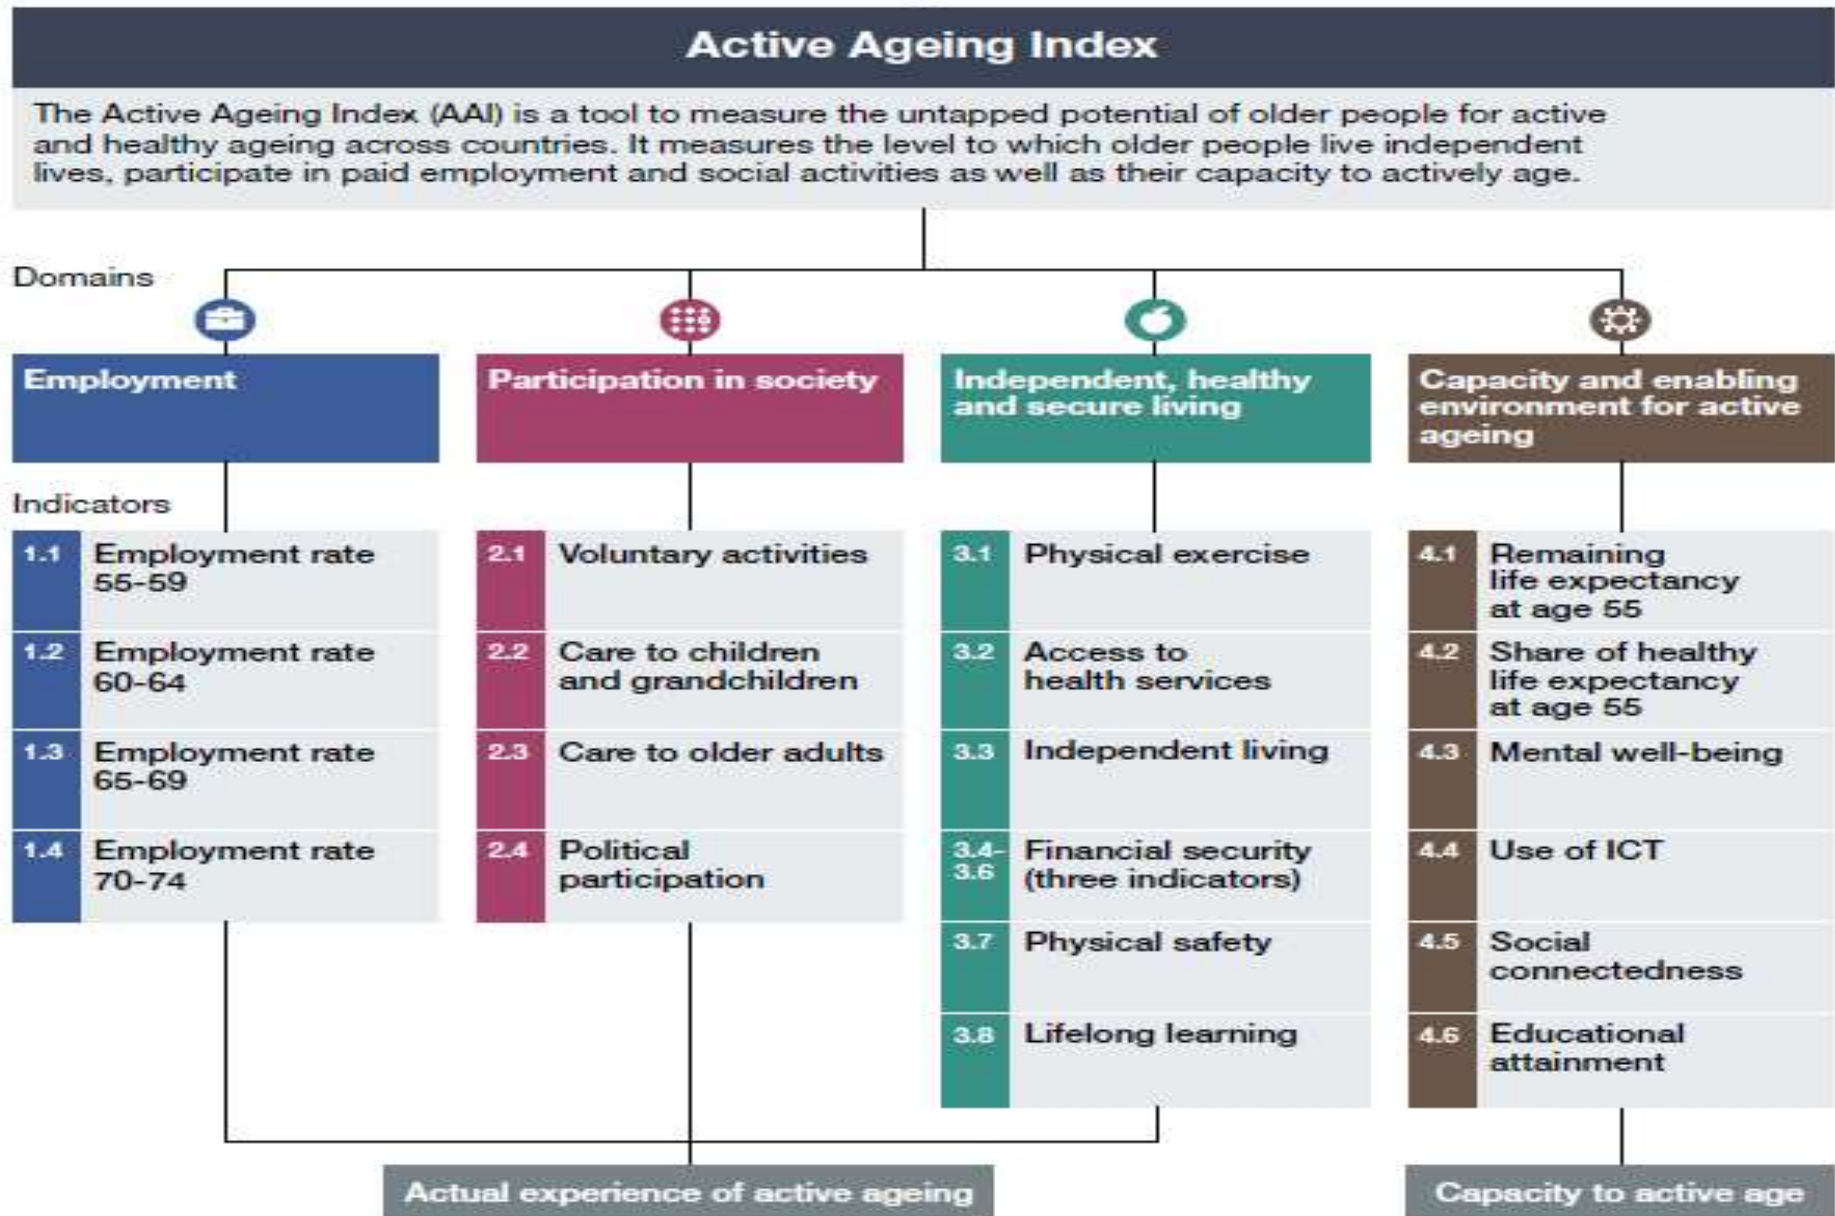 Active Ageing Index
The Active Ageing Index (AAI) is a tool to measure the untapped potential of older people for active
and healthy ageing across countries. It measures the level to which older people live independent
lives, participate in paid employment and social activities as well as their capacity to actively age.
Domains
Employment
Participation in society
Independent, healthy
and secure living
Capacity and enabling
environment for active
ageing
Indicators
1.1 Employment rate
55-59
1.2 Employment rate
60-64
1.3 Employment rate
65-69
1.4 Employment rate
70-74
2.1 Voluntary activities
2.2 Care to children
and grandchildren
2.3 Care to older adults
2.4 Political
participation
3.1 Physical exercise
3.2 Access to
health services
3.3 Independent living
3.4- Financial security
3.6 (three indicators)
3.7 Physical safety
3.8 Lifelong learning
4.1 Remaining
life expectancy
at age 55
4.2 Share of healthy
life expectancy
at age 55
4.3 Mental well-being
4.4 Use of ICT
4.5 Social
connectedness
4.6 Educational
attainment
Actual experience of active ageing
Capacity to active age